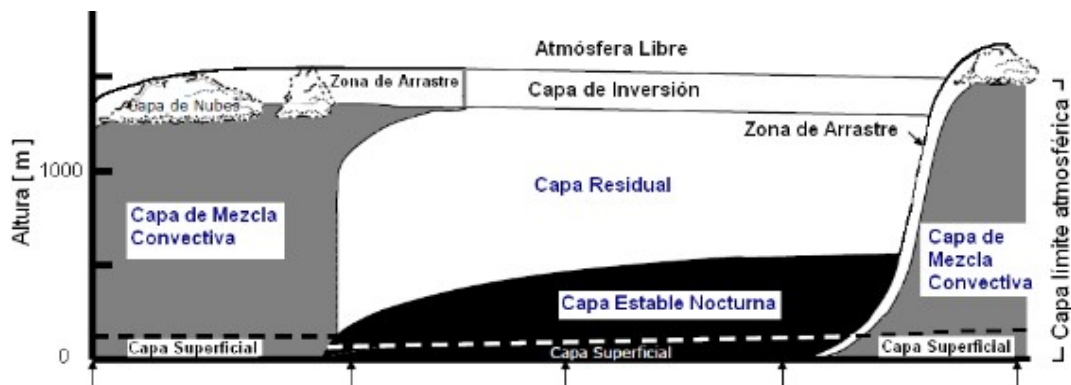 Atmósfera Libre
Zona de Arrastre
Capa de Nubes
Capa de Inversión
Zona de Arrastre
Altura [ m ]
1000
Capa Residual
Capa de Mezcla
Convectiva
Capa de
Mezcla
Convectiva
Capa límite atmosférica
Capa Estable Nocturna
Capa Superficial
Capa Superficial
Capa Superficial
0